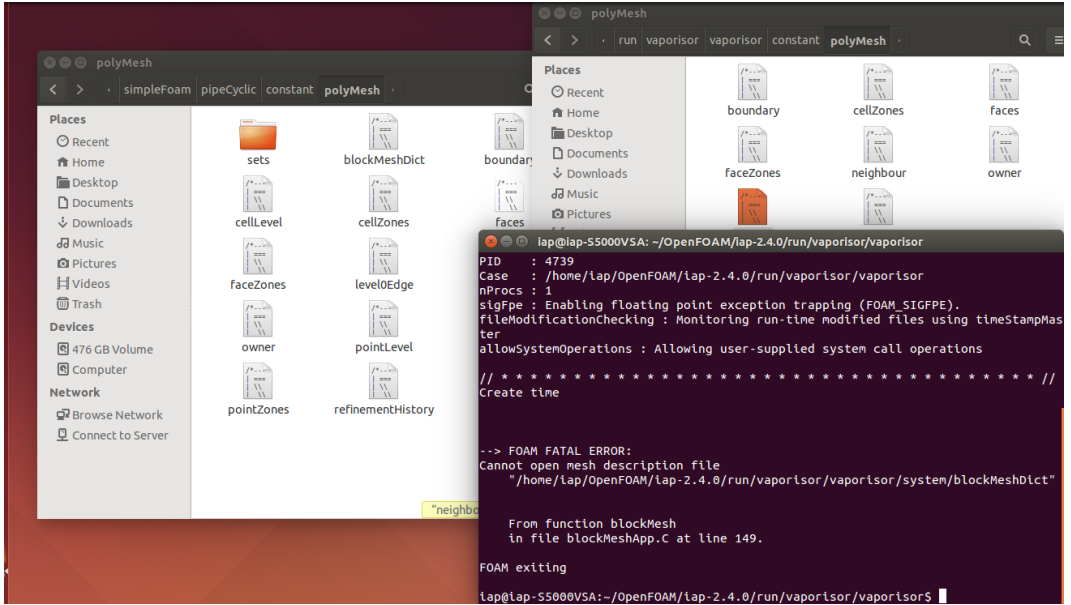 polyMesh
simpleFoam pipeCyclic constant polyMesh
Places
Recent
Home
Desktop
Documents
Downloads
Music
Pictures
Videos
Trash
Devices
476 GB Volume
Computer
Network
Browse Network
Connect to Server
sets blockMeshDict boundary
cellLevel cellZones faces
faceZones level0Edge
owner pointLevel
pointZones refinementHistory
"neighbo
polyMesh
run vaporisor vaporisor constant polyMesh
Places
Recent
Home
Desktop
Documents
Downloads
Music
Pictures
boundary cellZones faces
faceZones neighbour owner
iap@iap-S5000VSA: ~/OpenFOAM/iap-2.4.0/run/vaporisor/vaporisor
PID : 4739
Case : /home/iap/OpenFOAM/iap-2.4.0/run/vaporisor/vaporisor
nProcs : 1
sigFpe : Enabling floating point exception trapping (FOAM_SIGFPE).
fileModificationChecking : Monitoring run-time modified files using timeStampMas
ter
allowSystemOperations : Allowing user-supplied system call operations
// * * * * * * * * * * * * * * * * * * * * * * * * * * * * * * * * * * * * * //
Create time
--> FOAM FATAL ERROR:
Cannot open mesh description file
"/home/iap/OpenFOAM/iap-2.4.0/run/vaporisor/vaporisor/system/blockMeshDict"
From function blockMesh
in file blockMeshApp.C at line 149.
FOAM exiting
iap@iap-S5000VSA:~/OpenFOAM/iap-2.4.0/run/vaporisor/vaporisor$